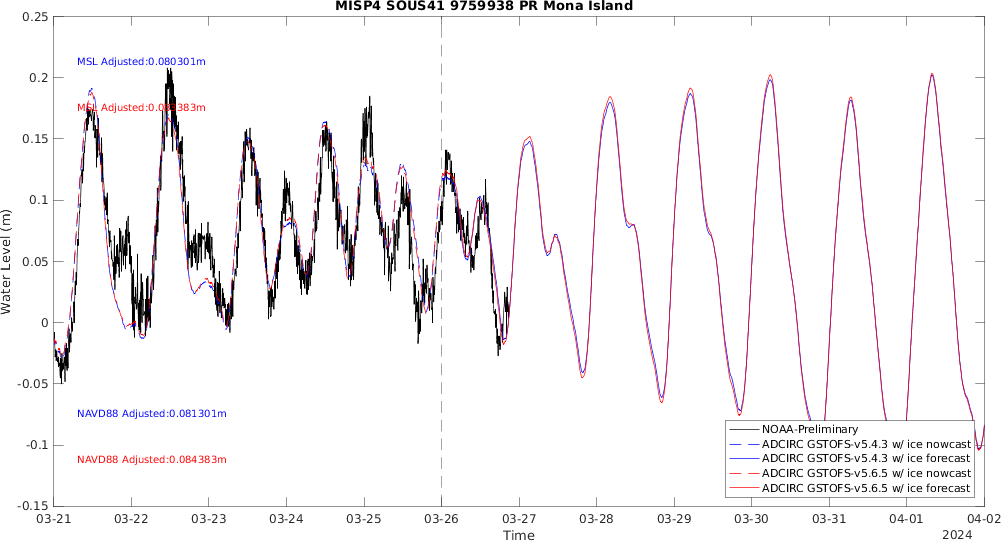 MISP4 SOUS41 9759938 PR Mona Island
0.25
0.2
0.15
0.1
0.05
0
-0.05
-0.1
-0.15
Water Level (m)
MSL Adjusted:0.080301m
MSL
NAVD88 Adjusted:0.081301m
NAVD88 Adjusted:0.084383m
NOAA-Preliminary
ADCIRC GSTOFS-v5.4.3 w/ ice nowcast
ADCIRC GSTOFS-v5.4.3 w/ ice forecast
ADCIRC GSTOFS-v5.6.5 w/ ice nowcast
ADCIRC GSTOFS-v5.6.5 w/ ice forecast
03-21 03-22 03-23 03-24 03-25 03-26 03-27 03-28 03-29 03-30 03-31 04-01 04-02
Time
2024